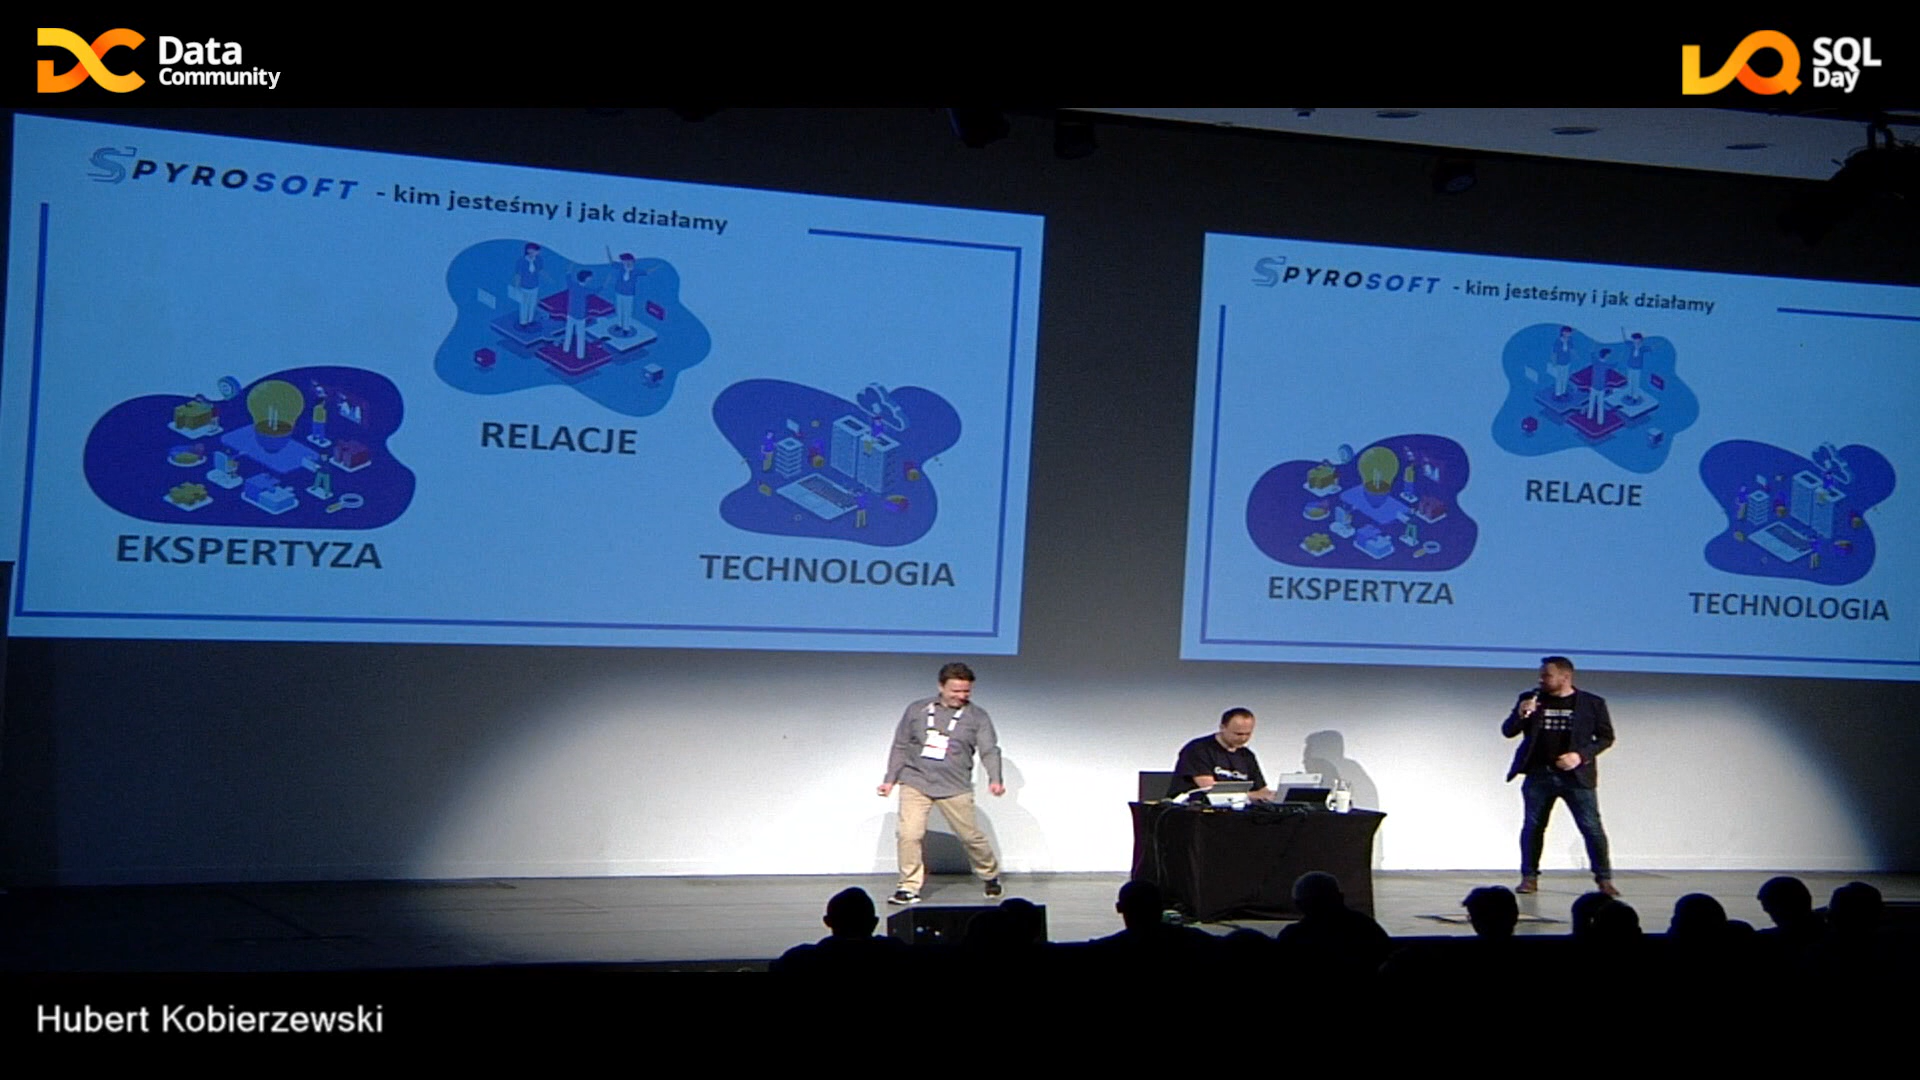 Data
Community
SQL
Day
SPYROSOFT - kim jesteśmy i jak działamy
RELACJE
EKSPERTYZA
TECHNOLOGIA
SPYROSOFT - kim jesteśmy i jak działamy
RELACJE
EKSPERTYZA
TECHNOLOGIA
Hubert Kobierzewski